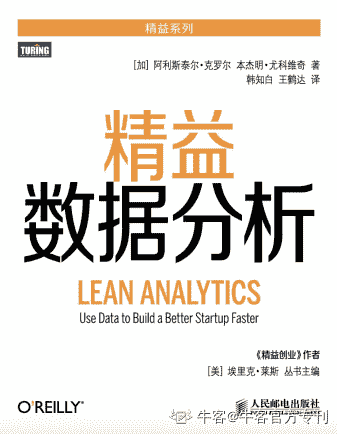 精益系列
TURING
[加] 阿利斯泰尔·克罗尔 本杰明·尤科维奇 著
韩知白 王鹤达 译
精益
数据分析
LEAN ANALYTICS
Use Data to Build a Better Startup Faster
《精益创业》作者
[美] 埃里克·莱斯 丛书主编
O'REILLY®
人民邮电出版社
牛客@牛客官方专刊